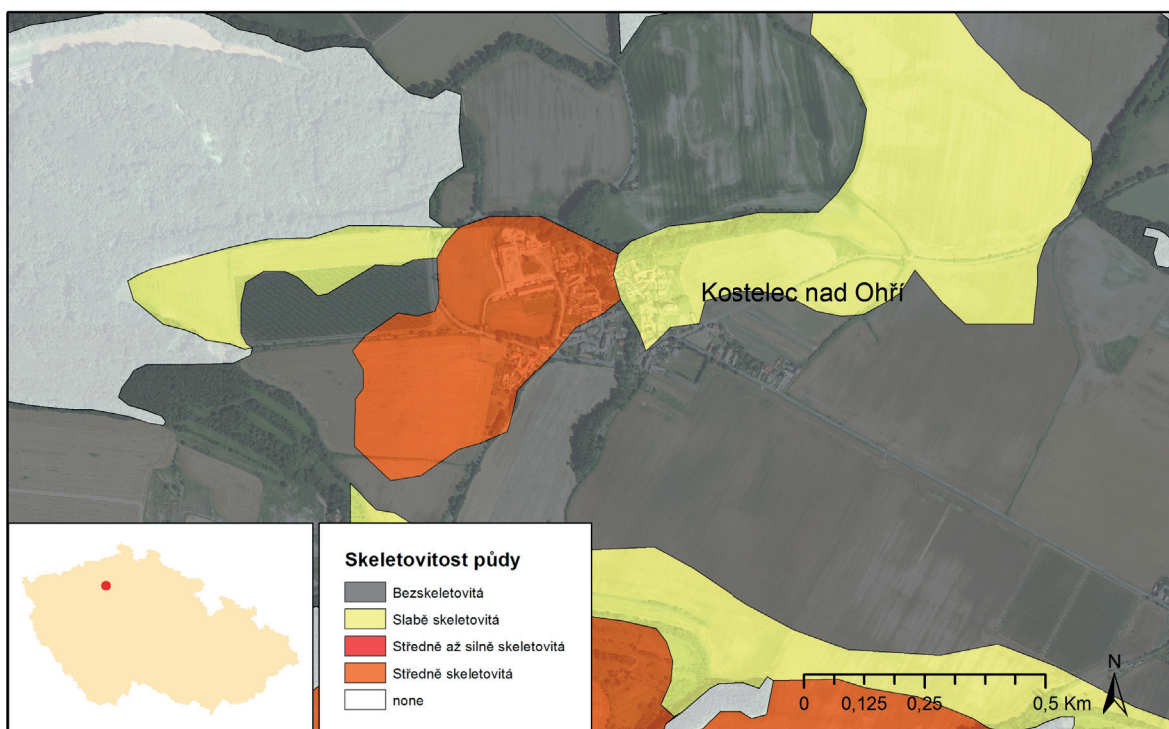 Kostelec nad Ohří
Skeletovitost půdy
Bezskeletovitá
Slabě skeletovitá
Středně až silně skeletovitá
Středně skeletovitá
none
N
0 0,125 0,25 0,5 Km